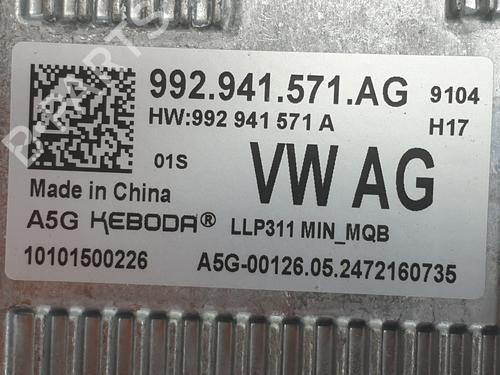 992.941.571.AG 9104
HW:992 941 571 A H17
01S VW AG
Made in China
A5G KEBODA® LLP311 MIN_MQB
10101500226 A5G-00126.05.2472160735
B-PARTS